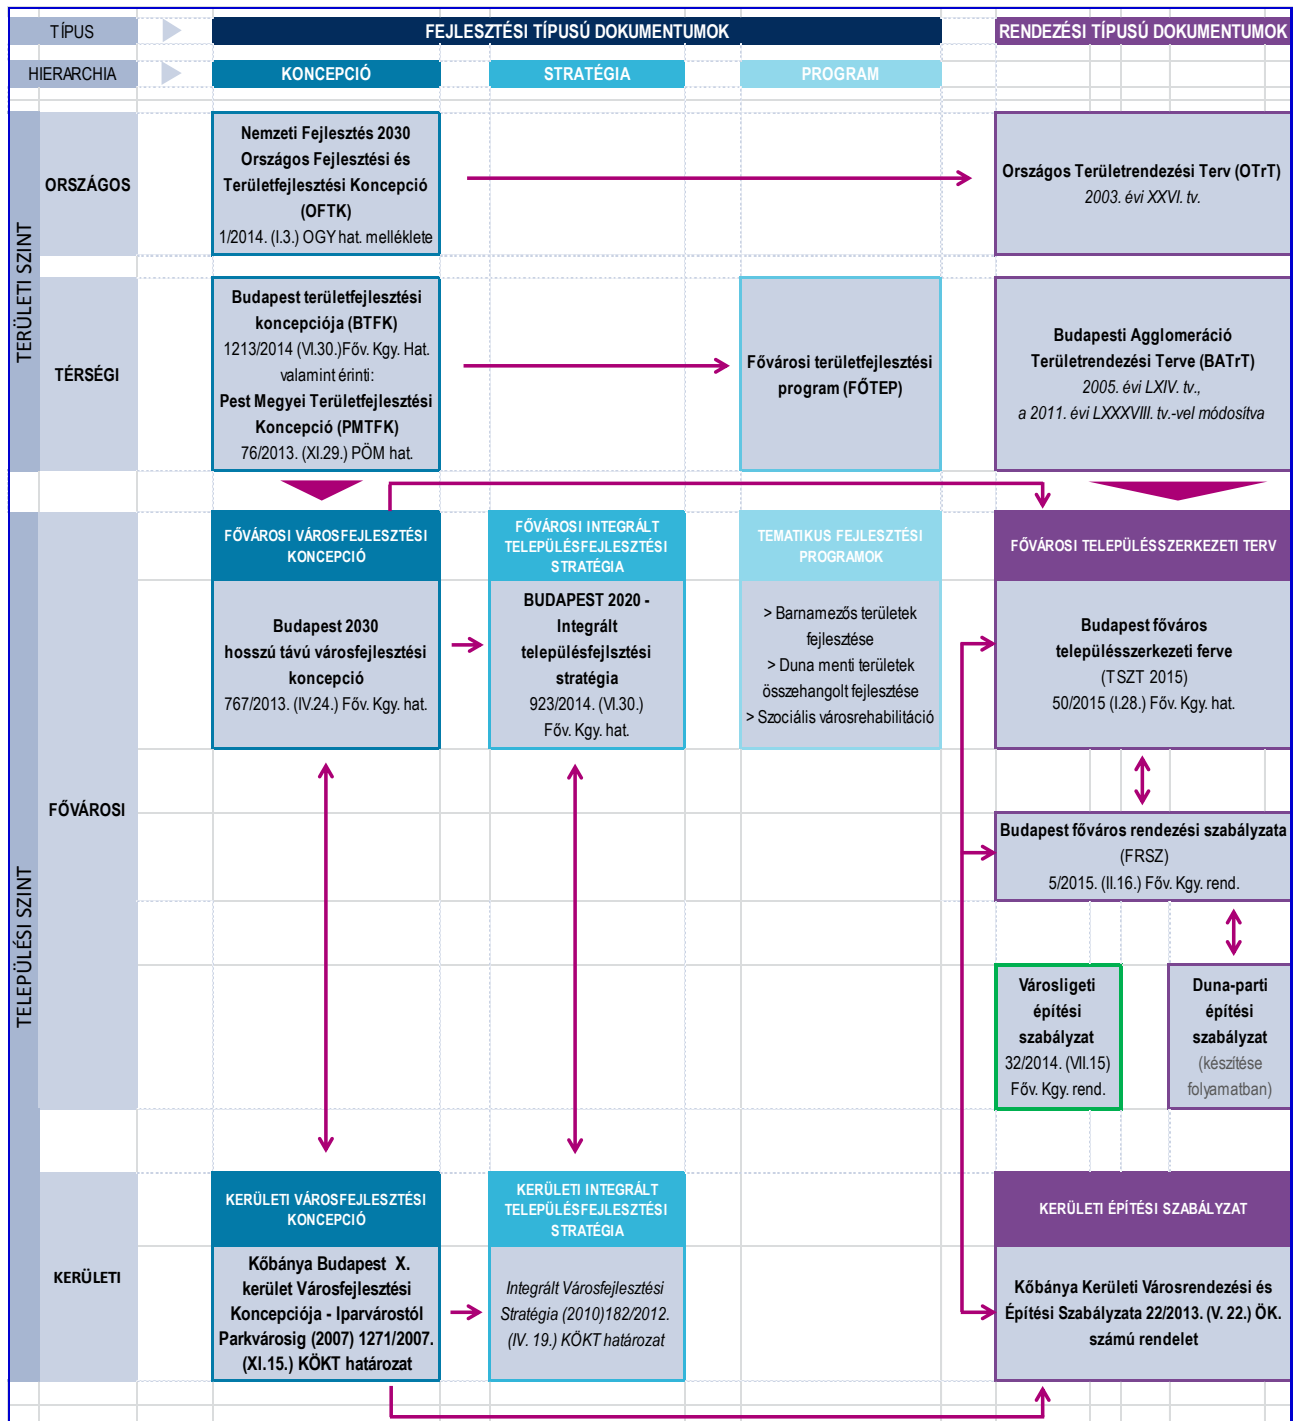 TÍPUS
FEJLESZTÉSI TÍPUSÚ DOKUMENTUMOK
RENDEZÉSI TÍPUSÚ DOKUMENTUMOK
HIERARCHIA
KONCEPCIÓ
STRATÉGIA
PROGRAM
TERÜLETI SZINT
ORSZÁGOS
Nemzeti Fejlesztés 2030
Országos Fejlesztési és
Területfejlesztési Koncepció
(OFTK)
1/2014. (I.3.) OGY hat. melléklete
Országos Területrendezési Terv (OTrT)
2003. évi XXVI. tv.
TÉRSÉGI
Budapest területfejlesztési
koncepciója (BTFK)
1213/2014 (VI.30.)Főv. Kgy. Hat.
valamint érinti:
Pest Megyei Területfejlesztési
Koncepció (PMTFK)
76/2013. (XI.29.) PÖM hat.
Fővárosi területfejlesztési
program (FŐTEP)
Budapesti Agglomeráció
Területrendezési Terve (BATrT)
2005. évi LXIV. tv.,
a 2011. évi LXXXVIII. tv.-vel módosítva
TELEPÜLÉSI SZINT
FŐVÁROSI
FŐVÁROSI VÁROSFEJLESZTÉSI
KONCEPCIÓ
FŐVÁROSI INTEGRÁLT
TELEPÜLÉSFEJLESZTÉSI
STRATÉGIA
TEMATIKUS FEJLESZTÉSI
PROGRAMOK
FŐVÁROSI TELEPÜLÉSSZERKEZETI TERV
Budapest 2030
hosszú távú városfejlesztési
koncepció
767/2013. (IV.24.) Főv. Kgy. hat.
BUDAPEST 2020 -
Integrált
településfejlsztési
stratégia
923/2014. (VI.30.)
Főv. Kgy. hat.
> Barnamezős területek
fejlesztése
> Duna menti területek
összehangolt fejlesztése
> Szociális városrehabilitáció
Budapest főváros
településszerkezeti ferve
(TSZT 2015)
50/2015 (I.28.) Főv. Kgy. hat.
Budapest főváros rendezési szabályzata
(FRSZ)
5/2015. (II.16.) Főv. Kgy. rend.
Városligeti
építési
szabályzat
32/2014. (VII.15)
Főv. Kgy. rend.
Duna-parti
építési
szabályzat
(készítése
folyamatban)
KERÜLETI
KERÜLETI VÁROSFEJLESZTÉSI
KONCEPCIÓ
KERÜLETI INTEGRÁLT
TELEPÜLÉSFEJLESZTÉSI
STRATÉGIA
KERÜLETI ÉPÍTÉSI SZABÁLYZAT
Kőbánya Budapest X.
kerület Városfejlesztési
Koncepciója - Iparvárostól
Parkvárosig (2007) 1271/2007.
(XI.15.) KÖKT határozat
Integrált Városfejlesztési
Stratégia (2010)182/2012.
(IV. 19.) KÖKT határozat
Kőbánya Kerületi Városrendezési és
Építési Szabályzata 22/2013. (V. 22.) ÖK.
számú rendelet